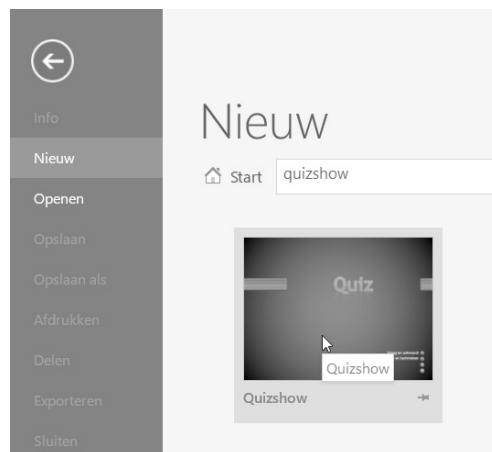 Info
Nieuw
Openen
Opslaan
Opslaan als
Afdrukken
Delen
Exporteren
Sluiten
Nieuw
Start
quizshow
Quiz
Quizshow
Quizshow